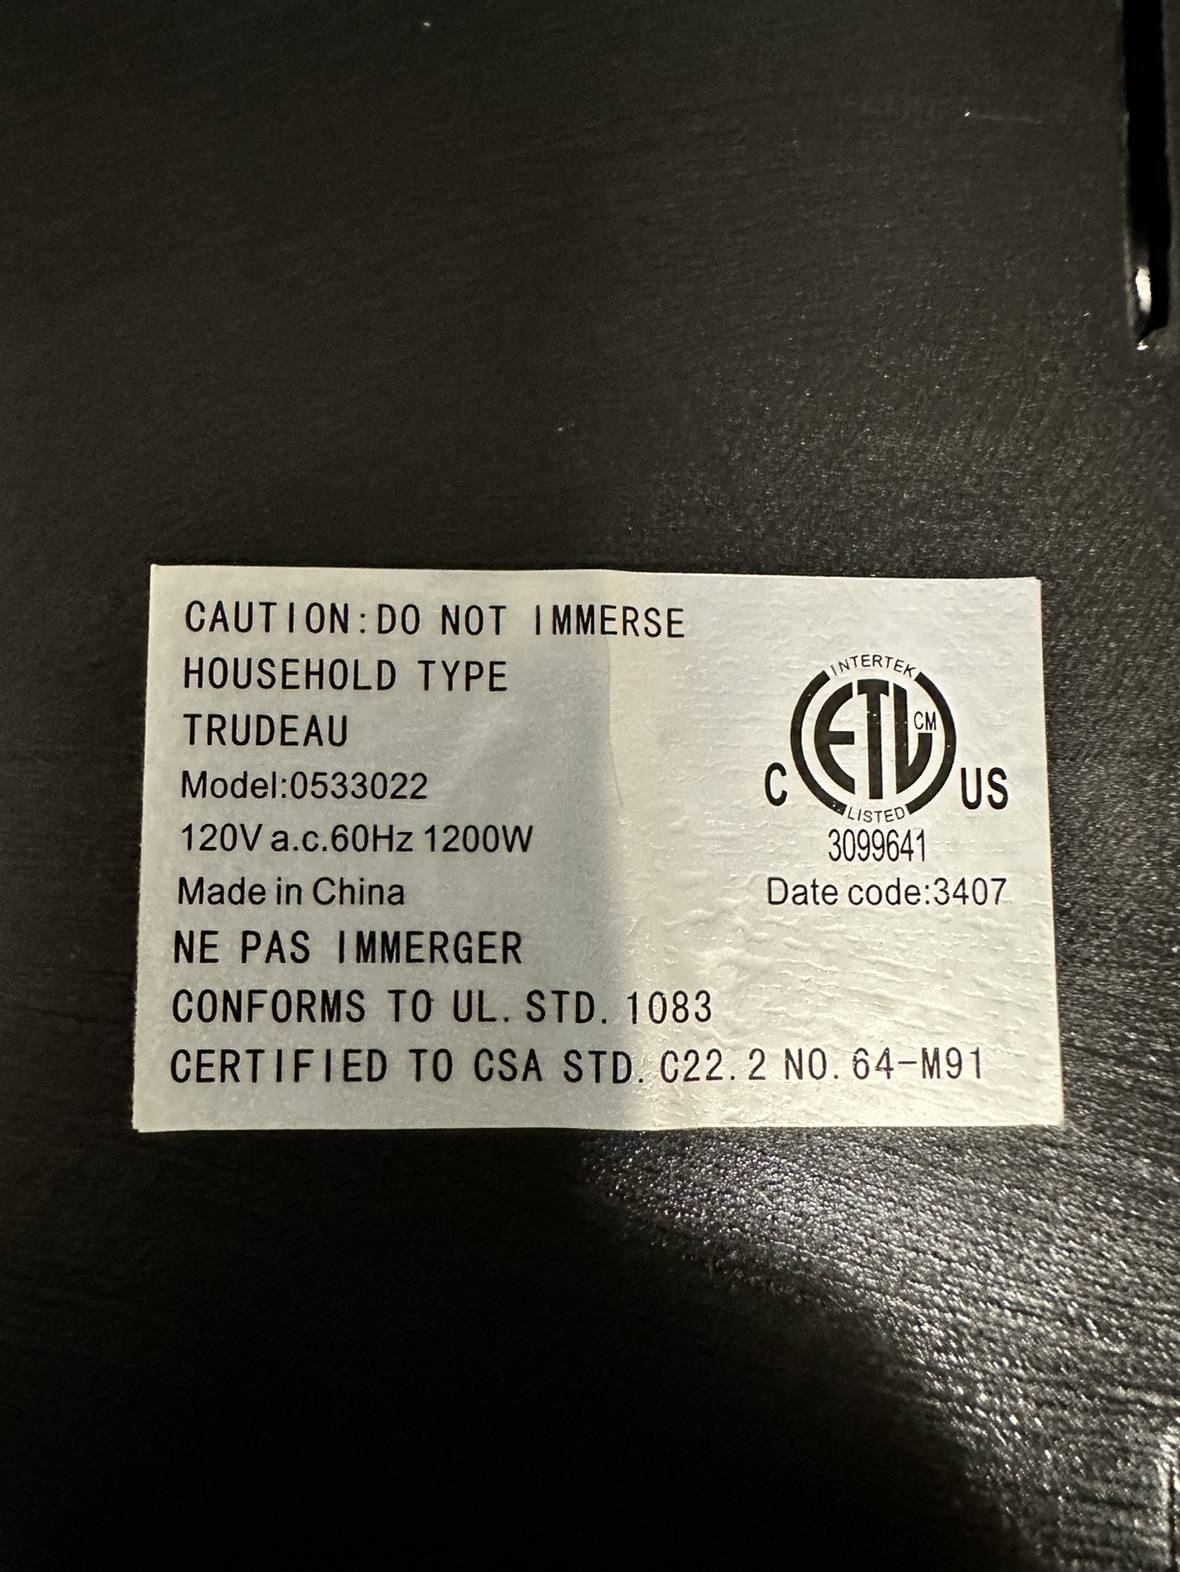 CAUTION:DO NOT IMMERSE
HOUSEHOLD TYPE
TRUDEAU
Model:0533022
120V a.c.60Hz 1200W
Made in China
NE PAS IMMERGER
CONFORMS TO UL. STD. 1083
CERTIFIED TO CSA STD. C22.2 NO. 64-M91
INTERTEK
ETL CM
C US
LISTED
3099641
Date code:3407